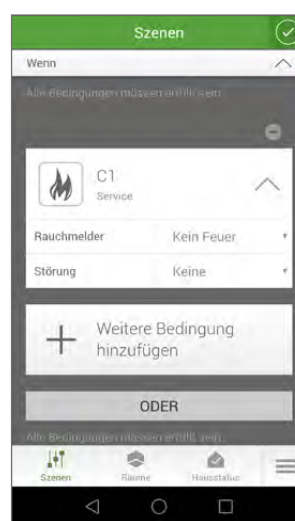 Szenen
Wenn
Alle Bedingungen müssen erfüllt sein.
C1
Service
Rauchmelder Kein Feuer
Störung Keine
Weitere Bedingung
hinzufügen
ODER
Alle Bedingungen müssen erfüllt sein.
Szenen Räume Hausstatus